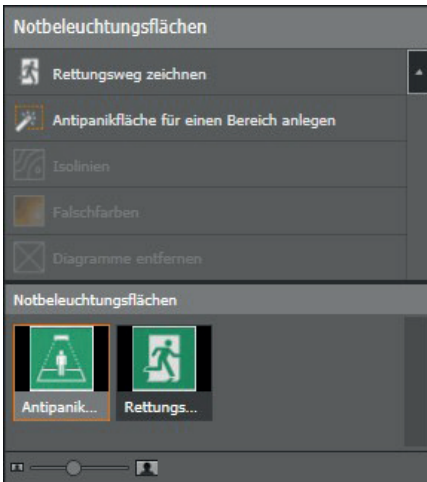 Notbeleuchtungsflächen
Rettungsweg zeichnen
Antipanikfläche für einen Bereich anlegen
Isolinien
Falschfarben
Diagramme entfernen
Notbeleuchtungsflächen
Antipanik... Rettungs...